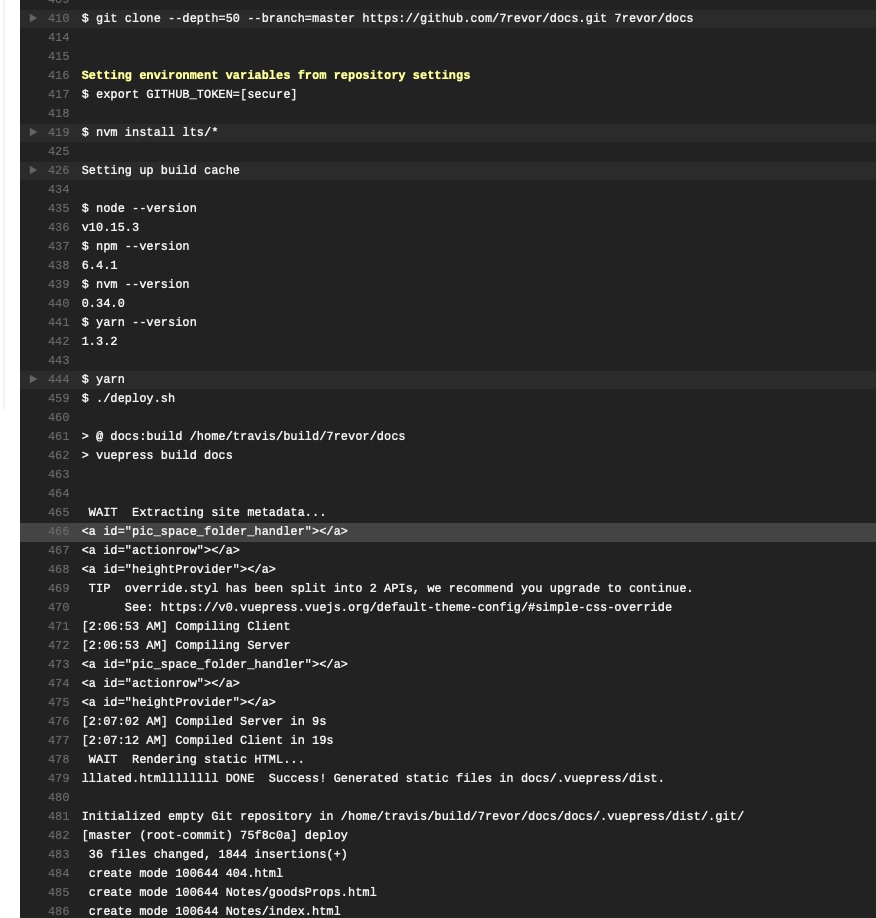 410 $ git clone --depth=50 --branch=master https://github.com/7revor/docs.git 7revor/docs
414
415
416 Setting environment variables from repository settings
417 $ export GITHUB_TOKEN=[secure]
418
419 $ nvm install lts/*
425
426 Setting up build cache
434
435 $ node --version
436 v10.15.3
437 $ npm --version
438 6.4.1
439 $ nvm --version
440 0.34.0
441 $ yarn --version
442 1.3.2
443
444 $ yarn
459 $ ./deploy.sh
460
461 > @ docs:build /home/travis/build/7revor/docs
462 > vuepress build docs
463
464
465  WAIT  Extracting site metadata...
466 <a id="pic_space_folder_handler"></a>
467 <a id="actionrow"></a>
468 <a id="heightProvider"></a>
469  TIP  override.styl has been split into 2 APIs, we recommend you upgrade to continue.
470       See: https://v0.vuepress.vuejs.org/default-theme-config/#simple-css-override
471 [2:06:53 AM] Compiling Client
472 [2:06:53 AM] Compiling Server
473 <a id="pic_space_folder_handler"></a>
474 <a id="actionrow"></a>
475 <a id="heightProvider"></a>
476 [2:07:02 AM] Compiled Server in 9s
477 [2:07:12 AM] Compiled Client in 19s
478  WAIT  Rendering static HTML...
479 lllated.htmllllllll DONE  Success! Generated static files in docs/.vuepress/dist.
480
481 Initialized empty Git repository in /home/travis/build/7revor/docs/docs/.vuepress/dist/.git/
482 [master (root-commit) 75f8c0a] deploy
483  36 files changed, 1844 insertions(+)
484  create mode 100644 404.html
485  create mode 100644 Notes/goodsProps.html
486  create mode 100644 Notes/index.html